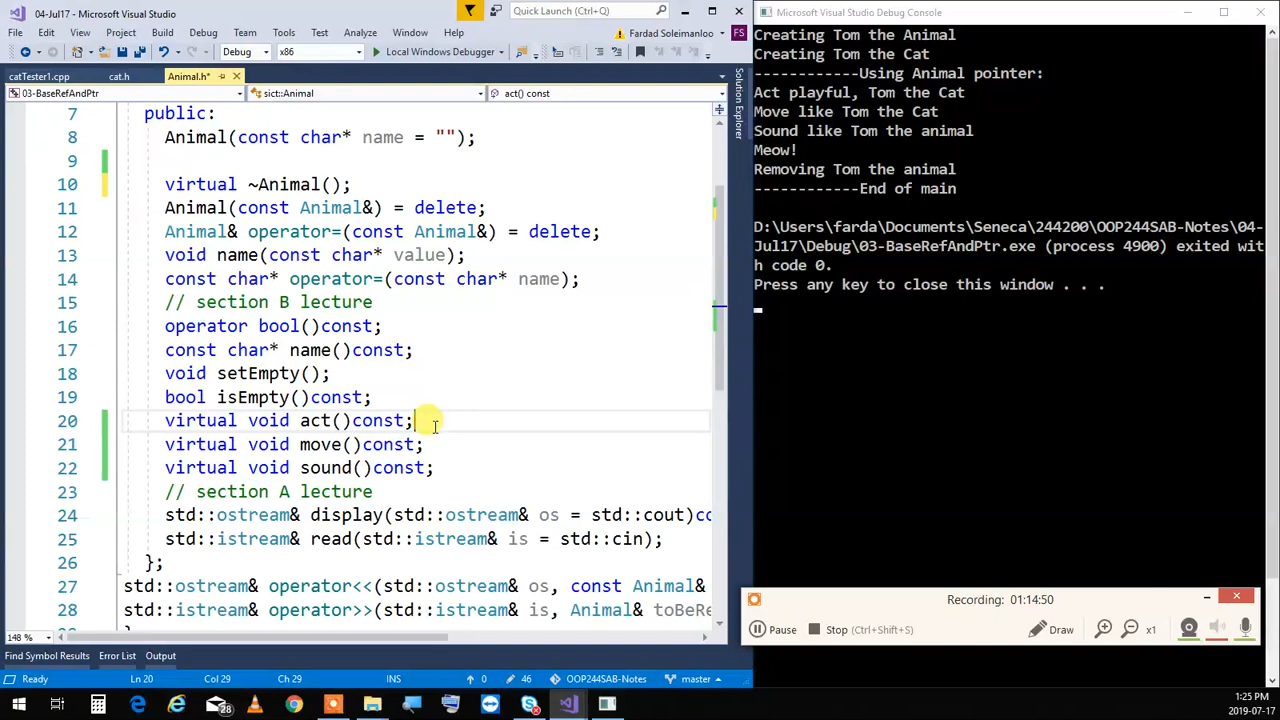 04-Jul17 - Microsoft Visual Studio
Quick Launch (Ctrl+Q)
File Edit View Project Build Debug Team Tools Test Analyze Window Help
Fardad Soleimanloo FS
Debug x86 Local Windows Debugger
catTester1.cpp cat.h Animal.h*
03-BaseRefAndPtr sict::Animal act() const
7 public:
8 Animal(const char* name = "");
9
10 virtual ~Animal();
11 Animal(const Animal&) = delete;
12 Animal& operator=(const Animal&) = delete;
13 void name(const char* value);
14 const char* operator=(const char* name);
15 // section B lecture
16 operator bool()const;
17 const char* name()const;
18 void setEmpty();
19 bool isEmpty()const;
20 virtual void act()const;
21 virtual void move()const;
22 virtual void sound()const;
23 // section A lecture
24 std::ostream& display(std::ostream& os = std::cout)co
25 std::istream& read(std::istream& is = std::cin);
26 };
27 std::ostream& operator<<(std::ostream& os, const Animal&
28 std::istream& operator>>(std::istream& is, Animal& toBeRe
148 %
Find Symbol Results Error List Output
Ready Ln 20 Col 29 Ch 29 INS 0 46 OOP244SAB-Notes master
Solution Explorer
Microsoft Visual Studio Debug Console
Creating Tom the Animal
Creating Tom the Cat
------------Using Animal pointer:
Act playful, Tom the Cat
Move like Tom the Cat
Sound like Tom the animal
Meow!
Removing Tom the animal
------------End of main
D:\Users\farda\Documents\Seneca\244200\OOP244SAB-Notes\04-
Jul17\Debug\03-BaseRefAndPtr.exe (process 4900) exited wit
h code 0.
Press any key to close this window . . .
Recording: 01:14:50
Pause Stop (Ctrl+Shift+S) Draw x1
28
1:25 PM
2019-07-17